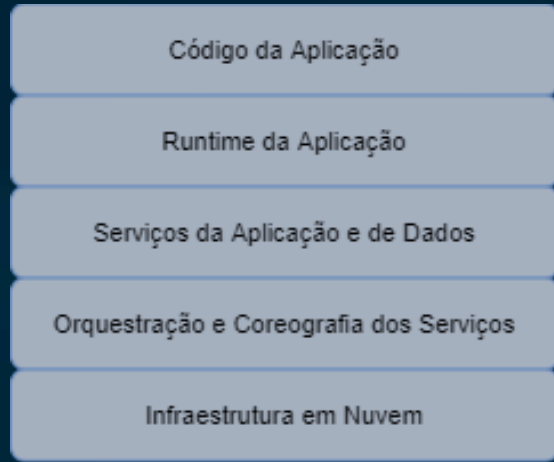 Código da Aplicação
Runtime da Aplicação
Serviços da Aplicação e de Dados
Orquestração e Coreografia dos Serviços
Infraestrutura em Nuvem